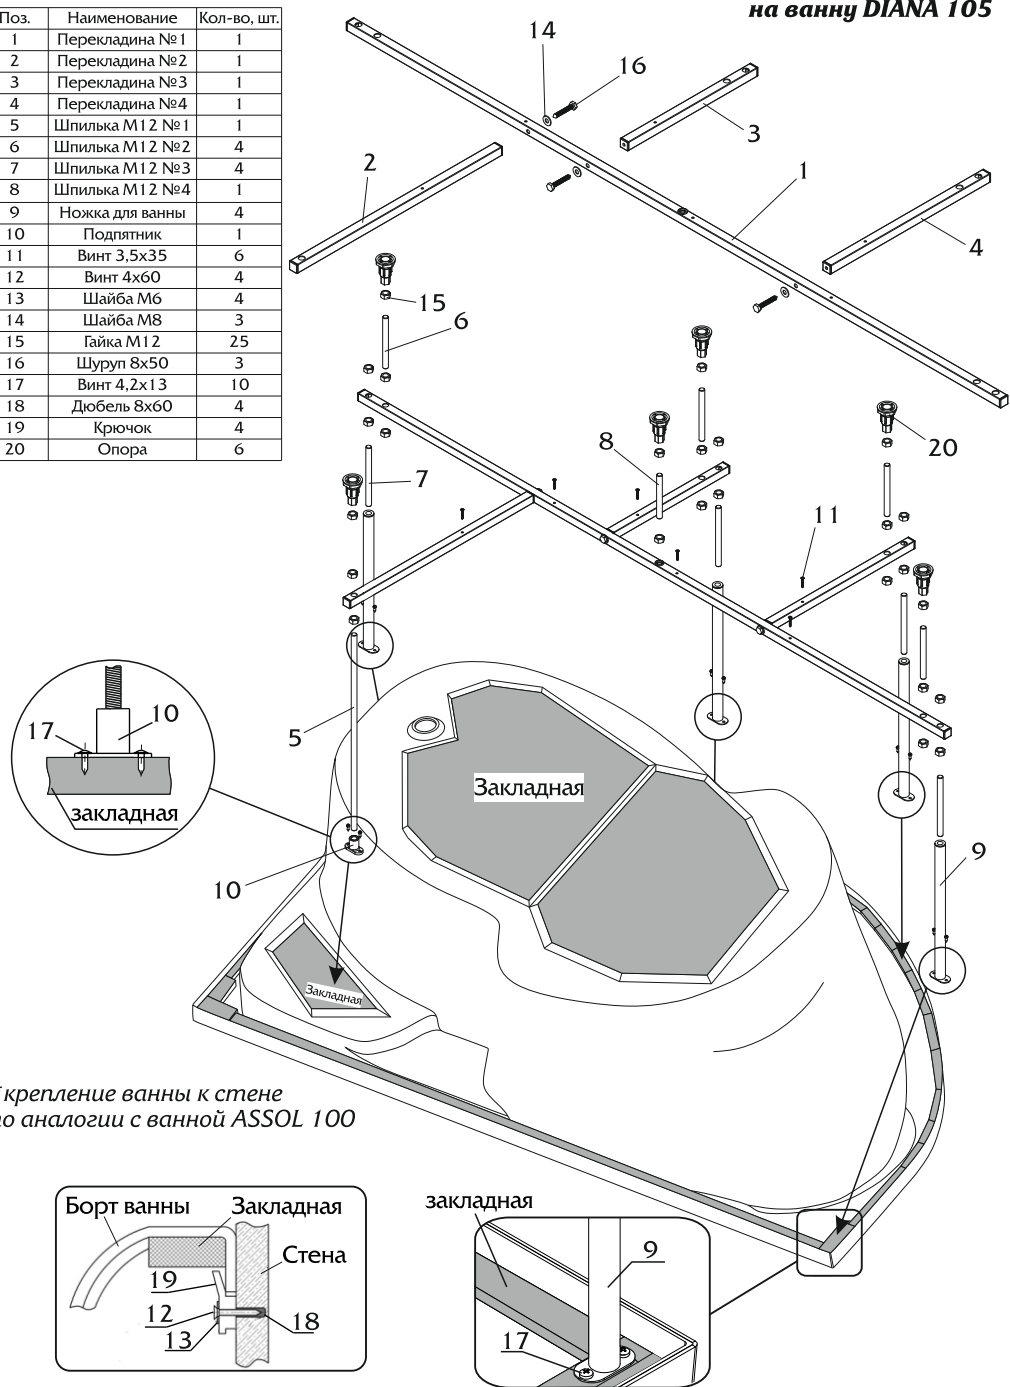 на ванну DIANA 105
Поз. Наименование Кол-во, шт.
1 Перекладина №1 1
2 Перекладина №2 1
3 Перекладина №3 1
4 Перекладина №4 1
5 Шпилька М12 №1 1
6 Шпилька М12 №2 4
7 Шпилька М12 №3 4
8 Шпилька М12 №4 1
9 Ножка для ванны 4
10 Подпятник 1
11 Винт 3,5х35 6
12 Винт 4х60 4
13 Шайба М6 4
14 Шайба М8 3
15 Гайка М12 25
16 Шуруп 8х50 3
17 Винт 4,2х13 10
18 Дюбель 8х60 4
19 Крючок 4
20 Опора 6
14
16
3
2
1
4
15
6
8
20
7
11
17
10
закладная
5
Закладная
10
9
Закладная
крепление ванны к стене
по аналогии с ванной ASSOL 100
Борт ванны
Закладная
Стена
19
12
13
18
закладная
9
17